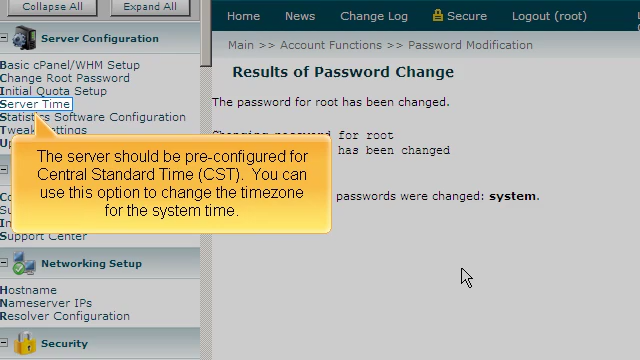 Collapse All Expand All
Server Configuration
Basic cPanel/WHM Setup
Change Root Password
Initial Quota Setup
Server Time
Statistics Software Configuration
Tweak Settings
Up
Co
Su
In
Support Center
Networking Setup
Hostname
Nameserver IPs
Resolver Configuration
Security
Home News Change Log Secure Logout (root)
Main >> Account Functions >> Password Modification
Results of Password Change
The password for root has been changed.
Changing password for root
has been changed
passwords were changed: system.
The server should be pre-configured for
Central Standard Time (CST). You can
use this option to change the timezone
for the system time.